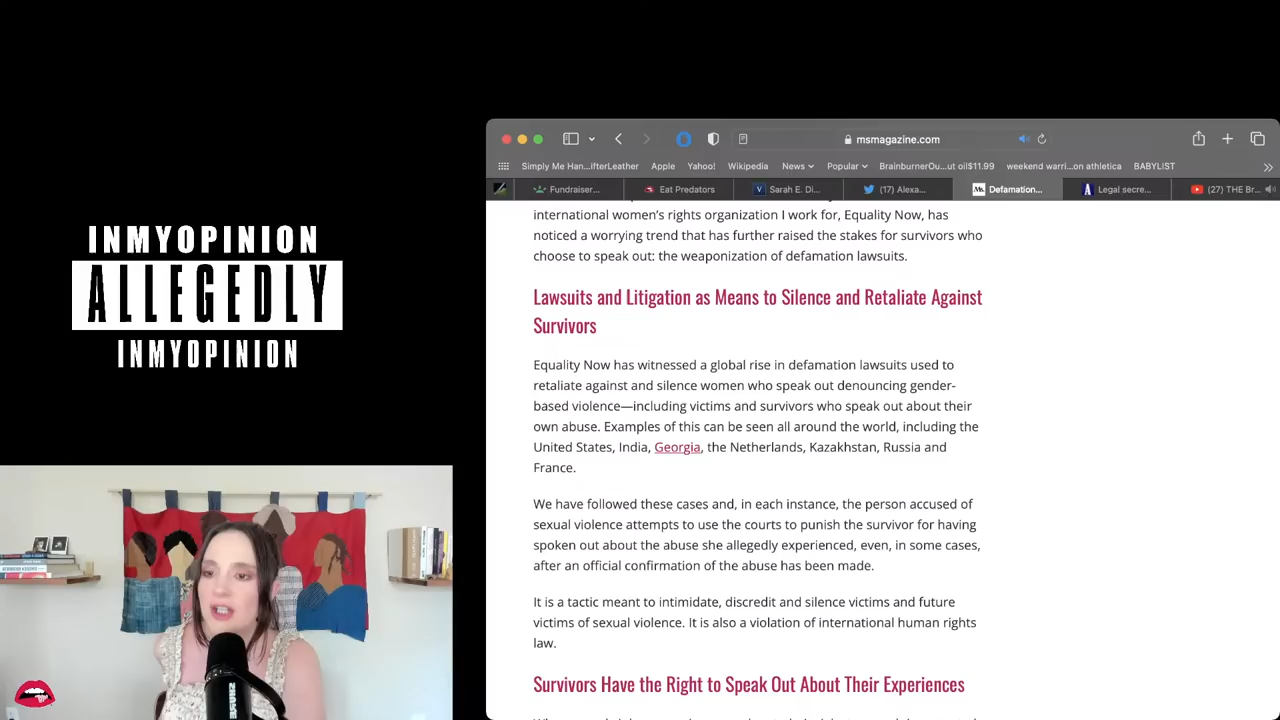 INMYOPINION
ALLEGEDLY
INMYOPINION
msmagazine.com
Simply Me Han...ifterLeather Apple Yahoo! Wikipedia News Popular BrainburnerOu...ut oil$11.99 weekend warri...on athletica BABYL!ST
Fundraiser... Eat Predators Sarah E. Di... (17) Alexa... Ms. Defamation... Legal secre... (27) THE Br...
international women's rights organization I work for, Equality Now, has
noticed a worrying trend that has further raised the stakes for survivors who
choose to speak out: the weaponization of defamation lawsuits.
Lawsuits and Litigation as Means to Silence and Retaliate Against
Survivors
Equality Now has witnessed a global rise in defamation lawsuits used to
retaliate against and silence women who speak out denouncing gender-
based violence—including victims and survivors who speak out about their
own abuse. Examples of this can be seen all around the world, including the
United States, India, Georgia, the Netherlands, Kazakhstan, Russia and
France.
We have followed these cases and, in each instance, the person accused of
sexual violence attempts to use the courts to punish the survivor for having
spoken out about the abuse she allegedly experienced, even, in some cases,
after an official confirmation of the abuse has been made.
It is a tactic meant to intimidate, discredit and silence victims and future
victims of sexual violence. It is also a violation of international human rights
law.
Survivors Have the Right to Speak Out About Their Experiences
SHURE